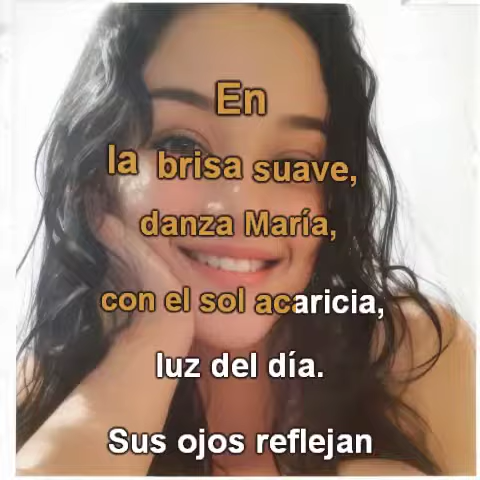 En
la brisa suave,
danza María,
con el sol acaricia,
luz del día.
Sus ojos reflejan